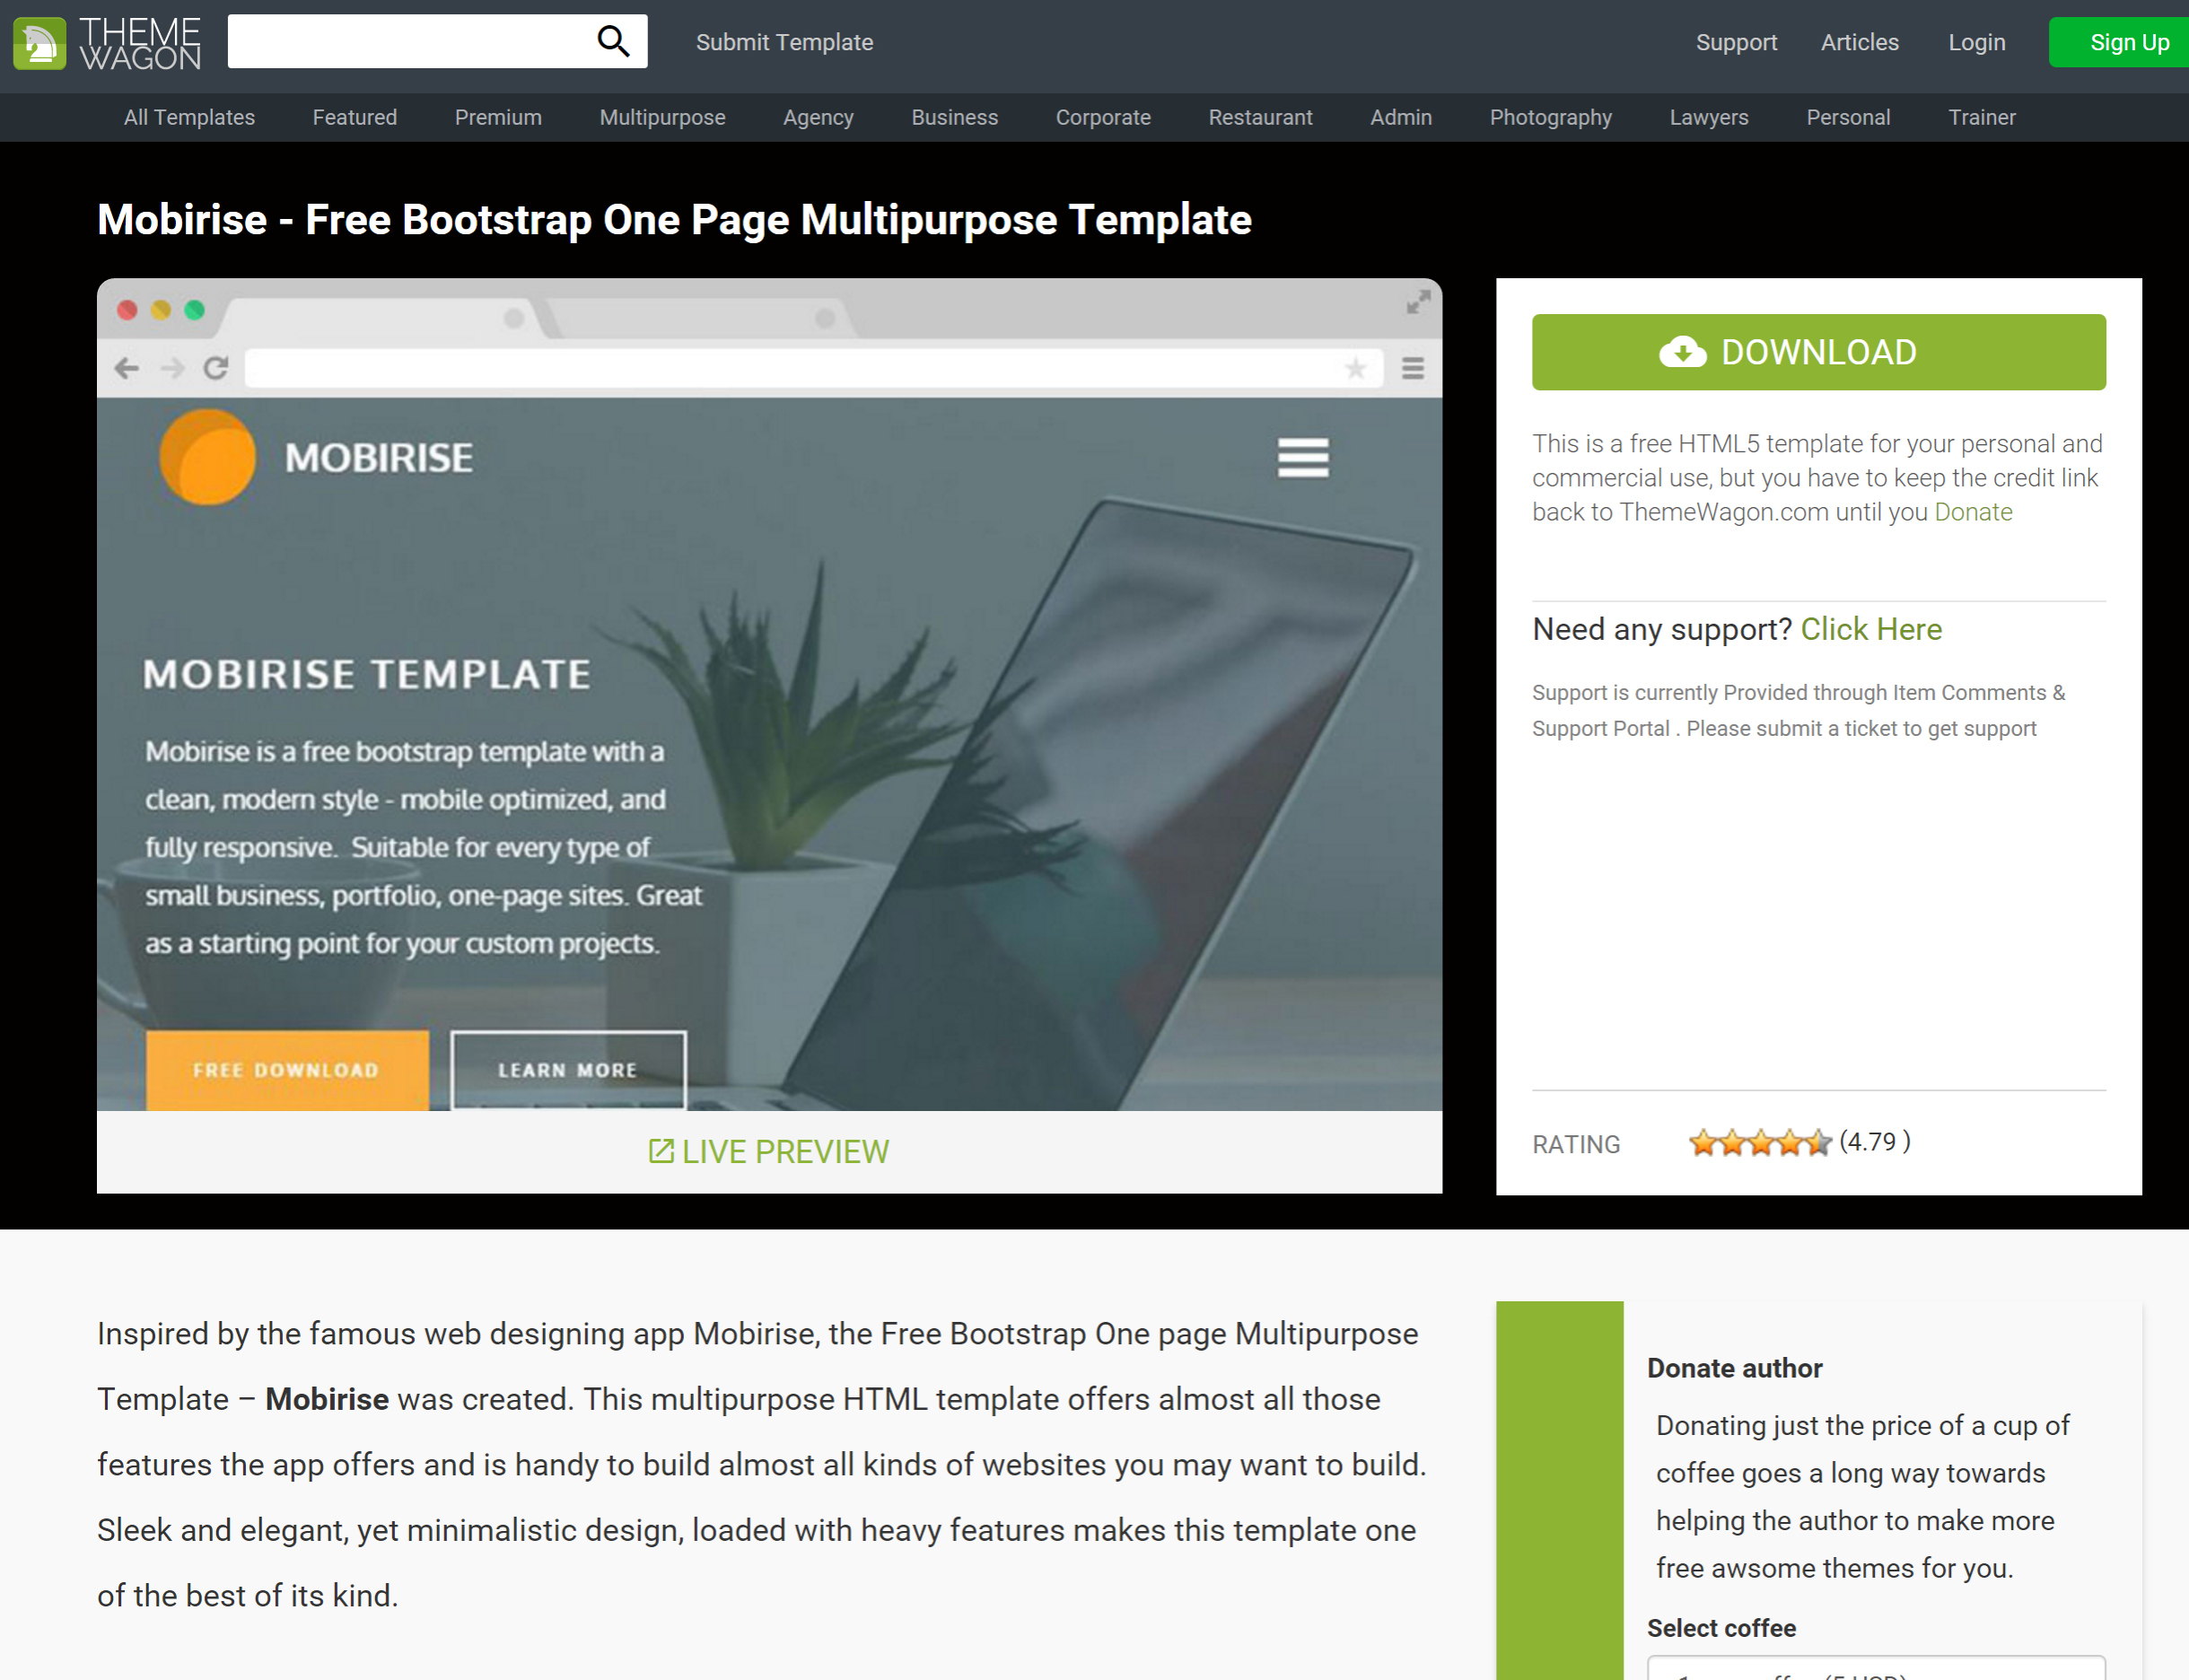 THEME
WAGON
Submit Template
Support
Articles
Login
Sign Up
All Templates
Featured
Premium
Multipurpose
Agency
Business
Corporate
Restaurant
Admin
Photography
Lawyers
Personal
Trainer
Mobirise - Free Bootstrap One Page Multipurpose Template
MOBIRISE
MOBIRISE TEMPLATE
Mobirise is a free bootstrap template with a
clean, modern style - mobile optimized, and
fully responsive. Suitable for every type of
small business, portfolio, one-page sites. Great
as a starting point for your custom projects.
FREE DOWNLOAD
LEARN MORE
LIVE PREVIEW
DOWNLOAD
This is a free HTML5 template for your personal and
commercial use, but you have to keep the credit link
back to ThemeWagon.com until you Donate
Need any support? Click Here
Support is currently Provided through Item Comments &
Support Portal . Please submit a ticket to get support
RATING
(4.79 )
Inspired by the famous web designing app Mobirise, the Free Bootstrap One page Multipurpose
Template – Mobirise was created. This multipurpose HTML template offers almost all those
features the app offers and is handy to build almost all kinds of websites you may want to build.
Sleek and elegant, yet minimalistic design, loaded with heavy features makes this template one
of the best of its kind.
Donate author
Donating just the price of a cup of
coffee goes a long way towards
helping the author to make more
free awsome themes for you.
Select coffee